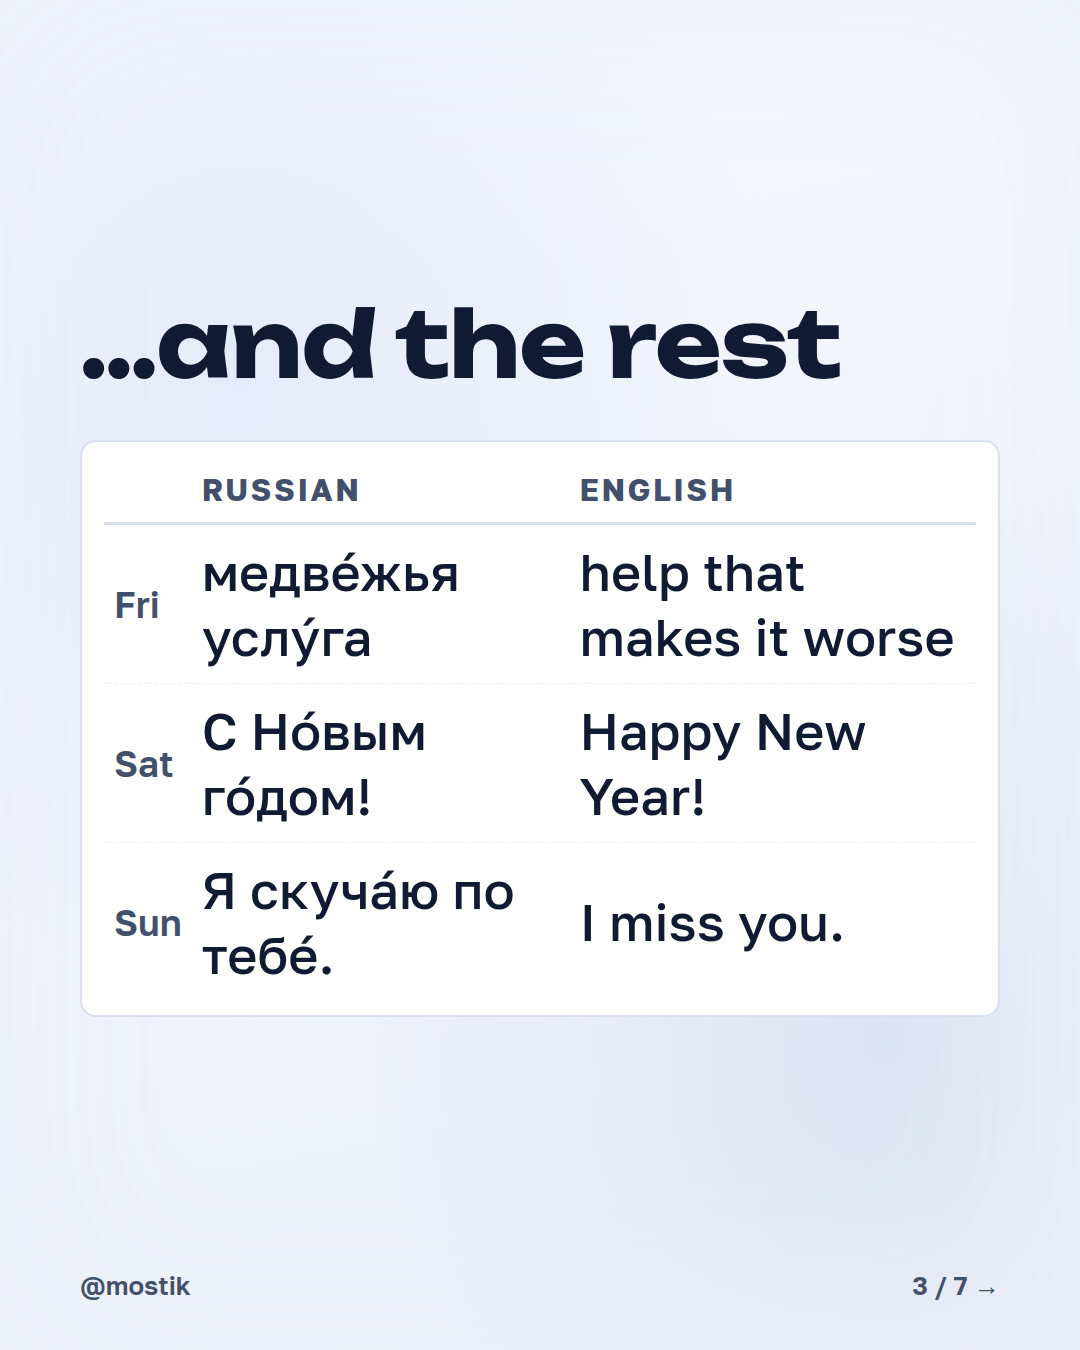 ...and the rest
RUSSIAN ENGLISH
Fri
медве́жья
услу́га
help that
makes it worse
Sat
С Но́вым
го́дом!
Happy New
Year!
Sun
Я скуча́ю по
тебе́.
I miss you.
@mostik
3 / 7 →